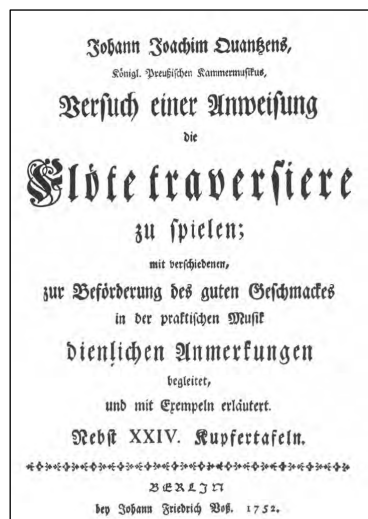 Johann Joachim Quantzens,
Königl. Preußischen Kammermusikus,
Versuch einer Anweisung
die
Flöte traversiere
zu spielen;
mit verschiedenen,
zur Beförderung des guten Geschmackes
in der praktischen Musik
dienlichen Anmerkungen
begleitet,
und mit Exempeln erläutert.
Nebst XXIV. Kupfertafeln.
BERLIN
bey Johann Friedrich Voß. 1752.